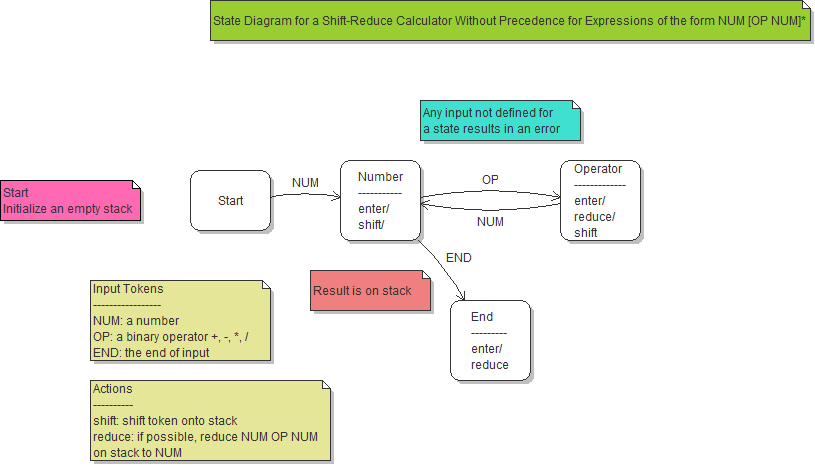 State Diagram for a Shift-Reduce Calculator Without Precedence for Expressions of the form NUM [OP NUM]*
Any input not defined for
a state results in an error
Start
Initialize an empty stack
Start
NUM
Number
-----------
enter/
shift/
OP
NUM
Operator
-------------
enter/
reduce/
shift
END
Result is on stack
End
---------
enter/
reduce
Input Tokens
-----------------
NUM: a number
OP: a binary operator +, -, *, /
END: the end of input
Actions
----------
shift: shift token onto stack
reduce: if possible, reduce NUM OP NUM
on stack to NUM